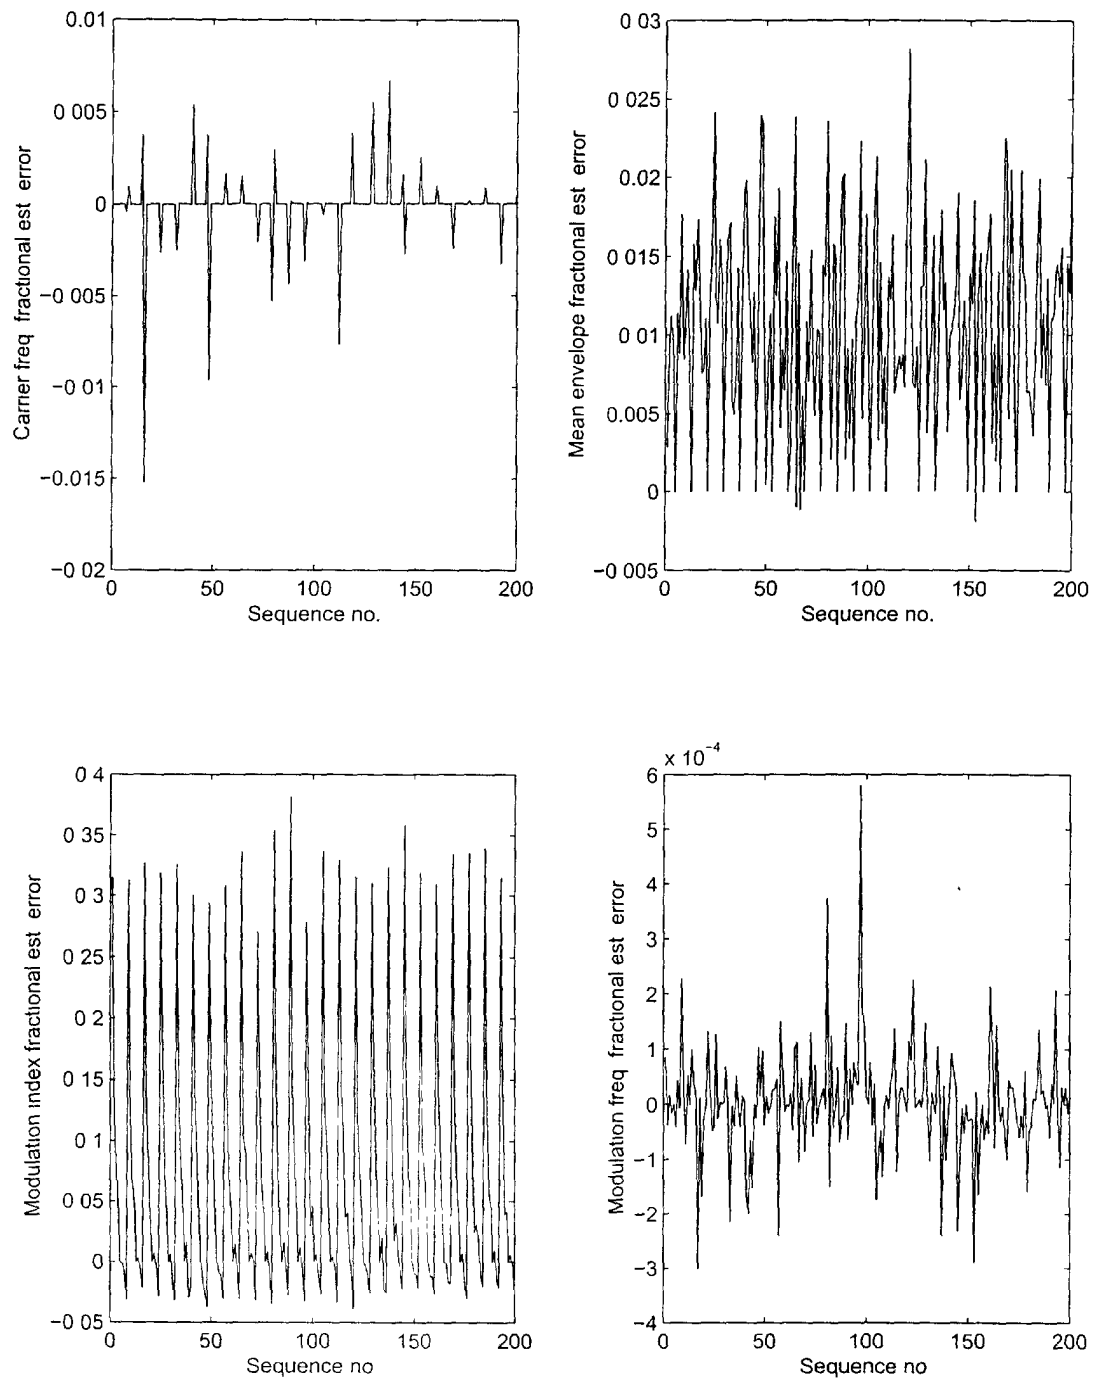 0.01
0 005
0
−0 005
−0 01
−0.015
−0 02
Carrier freq fractional est error
0 50 100 150 200
Sequence no.
0 03
0 025
0.02
0.015
0 01
0.005
0
−0 005
Mean envelope fractional est error
0 50 100 150 200
Sequence no.
0 4
0 35
0 3
0 25
0 2
0 15
0 1
0 05
0
−0 05
Modulation index fractional est error
0 50 100 150 200
Sequence no
x 10⁻⁴
6
5
4
3
2
1
0
−1
−2
−3
−4
Modulation freq fractional est error
0 50 100 150 200
Sequence no